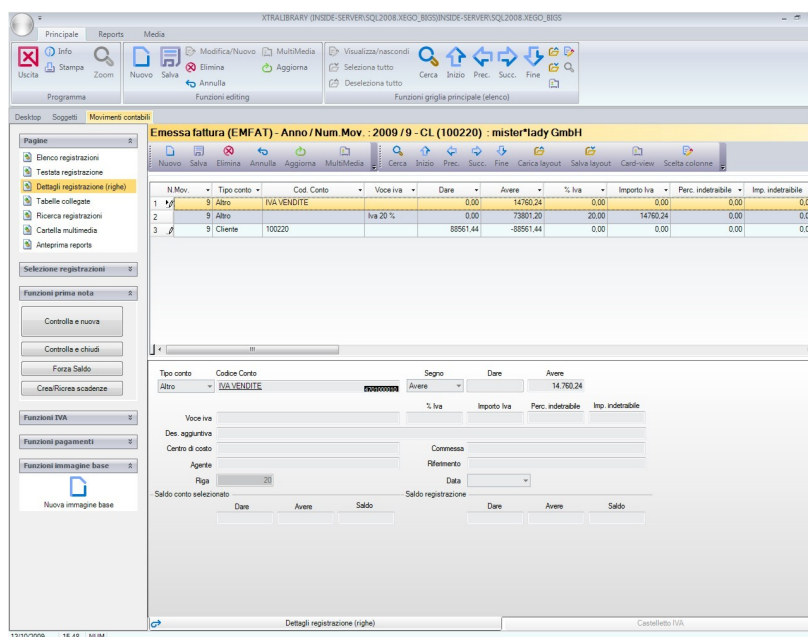 XTRALIBRARY (INSIDE-SERVER\SQL2008.XEGO_BIGS)INSIDE-SERVER\SQL2008.XEGO_BIGS
Principale Reports Media
Info Modifica/Nuovo MultiMedia Visualizza/nascondi
Stampa Elimina Aggiorna Seleziona tutto
Uscita Zoom Nuovo Salva Annulla Deseleziona tutto Cerca Inizio Prec. Succ. Fine
Programma Funzioni editing Funzioni griglia principale (elenco)
Desktop Soggetti Movimenti contabili
Emessa fattura (EMFAT) - Anno / Num.Mov. : 2009 / 9 - CL (100220) : mister*lady GmbH
Pagine
Elenco registrazioni
Testata registrazione
Dettagli registrazione (righe)
Tabelle collegate
Ricerca registrazioni
Cartella multimedia
Anteprima reports
Selezione registrazioni
Funzioni prima nota
Controlla e nuova
Controlla e chiudi
Forza Saldo
Crea/Ricrea scadenze
Funzioni IVA
Funzioni pagamenti
Funzioni immagine base
Nuova immagine base
Nuovo Salva Elimina Annulla Aggiorna MultiMedia Cerca Inizio Prec. Succ. Fine Carica layout Salva layout Card-view Scelta colonne
N.Mov. Tipo conto Cod. Conto Voce iva Dare Avere % Iva Importo Iva Perc. indetraibile Imp. indetraibile
1 9 Altro IVA VENDITE 0,00 14760,24 0,00 0,00 0,00 0,0
2 9 Altro Iva 20 % 0,00 73801,20 20,00 14760,24 0,00 0,0
3 9 Cliente 100220 88561,44 -88561,44 0,00 0,00 0,00 0,0
Tipo conto Codice Conto Segno Dare Avere
Altro IVA VENDITE 4701000010 Avere 14.760,24
% Iva Importo Iva Perc. indetraibile Imp. indetraibile
Voce iva
Des. aggiuntiva
Centro di costo Commessa
Agente Riferimento
Riga 20 Data
Saldo conto selezionato Saldo registrazione
Dare Avere Saldo Dare Avere Saldo
Dettagli registrazione (righe) Castelletto IVA
13/10/2009 15.48 NUM